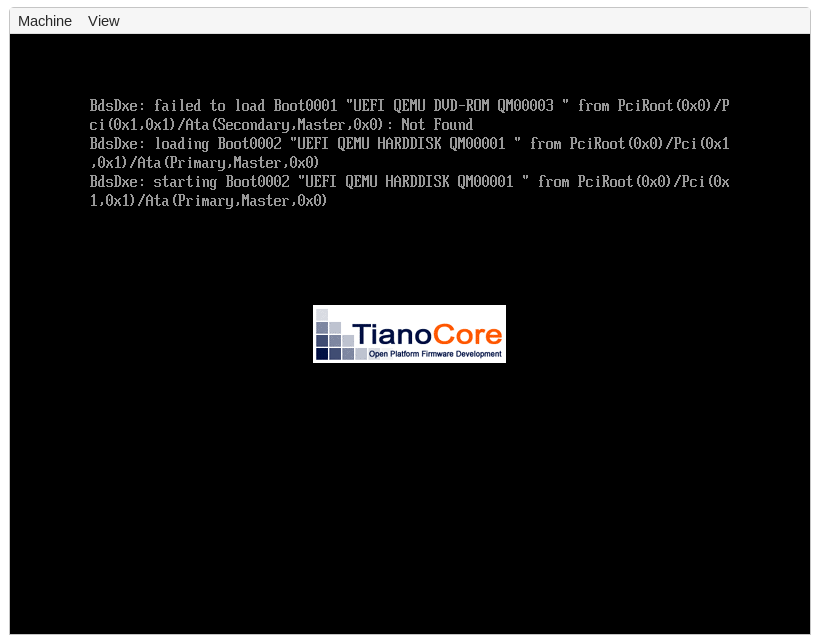 Machine View
BdsDxe: failed to load Boot0001 "UEFI QEMU DVD-ROM QM00003 " from PciRoot(0x0)/P
ci(0x1,0x1)/Ata(Secondary,Master,0x0): Not Found
BdsDxe: loading Boot0002 "UEFI QEMU HARDDISK QM00001 " from PciRoot(0x0)/Pci(0x1
,0x1)/Ata(Primary,Master,0x0)
BdsDxe: starting Boot0002 "UEFI QEMU HARDDISK QM00001 " from PciRoot(0x0)/Pci(0x
1,0x1)/Ata(Primary,Master,0x0)
TianoCore
Open Platform Firmware Development